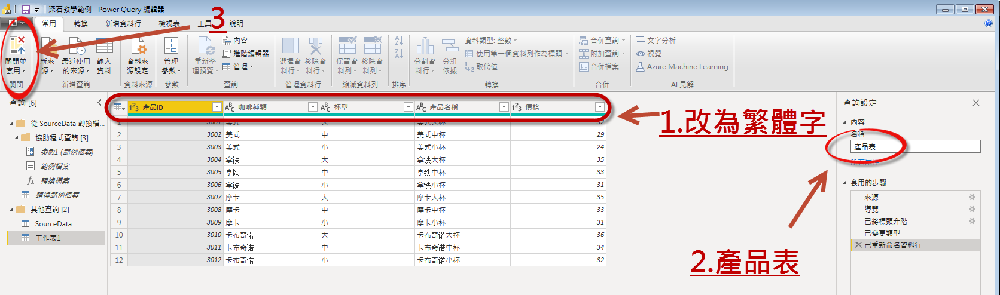 深石教學範例 - Power Query 編輯器
常用 轉換 新增資料行 檢視表 工具 說明
3
關閉並
套用
新來
源
最近使用
的來源
輸入
資料
資料來
源設定
管理
參數
重新整
理預覽
內容
進階編輯器
管理
選擇資
料行
移除資
料行
保留資
料列
移除資
料列
分割資
料行
分組
依據
資料類型: 整數
使用第一個資料列作為標頭
取代值
合併查詢
附加查詢
合併檔案
文字分析
視覺
Azure Machine Learning
關閉 新增查詢 資料來源 參數 查詢 管理資料行 縮減資料列 排序 轉換 合併 AI 見解
查詢 [6]
從 SourceData 轉換檔...
協助程式查詢 [3]
參數1 (範例檔案)
範例檔案
fx 轉換檔案
轉換範例檔案
其他查詢 [2]
SourceData
工作表1
123 產品ID ABC 咖啡種類 ABC 杯型 ABC 產品名稱 123 價格
1 3001 美式 大 美式大杯 32
2 3002 美式 中 美式中杯 29
3 3003 美式 小 美式小杯 24
4 3004 拿铁 大 拿铁大杯 35
5 3005 拿铁 中 拿铁中杯 33
6 3006 拿铁 小 拿铁小杯 31
7 3007 摩卡 大 摩卡大杯 35
8 3008 摩卡 中 摩卡中杯 33
9 3009 摩卡 小 摩卡小杯 31
10 3010 卡布奇诺 大 卡布奇诺大杯 36
11 3011 卡布奇诺 中 卡布奇诺中杯 34
12 3012 卡布奇诺 小 卡布奇诺小杯 32
1.改為繁體字
2.產品表
查詢設定
內容
名稱
產品表
所有屬性
套用的步驟
來源
導覽
已將標頭升階
已變更類型
已重新命名資料行